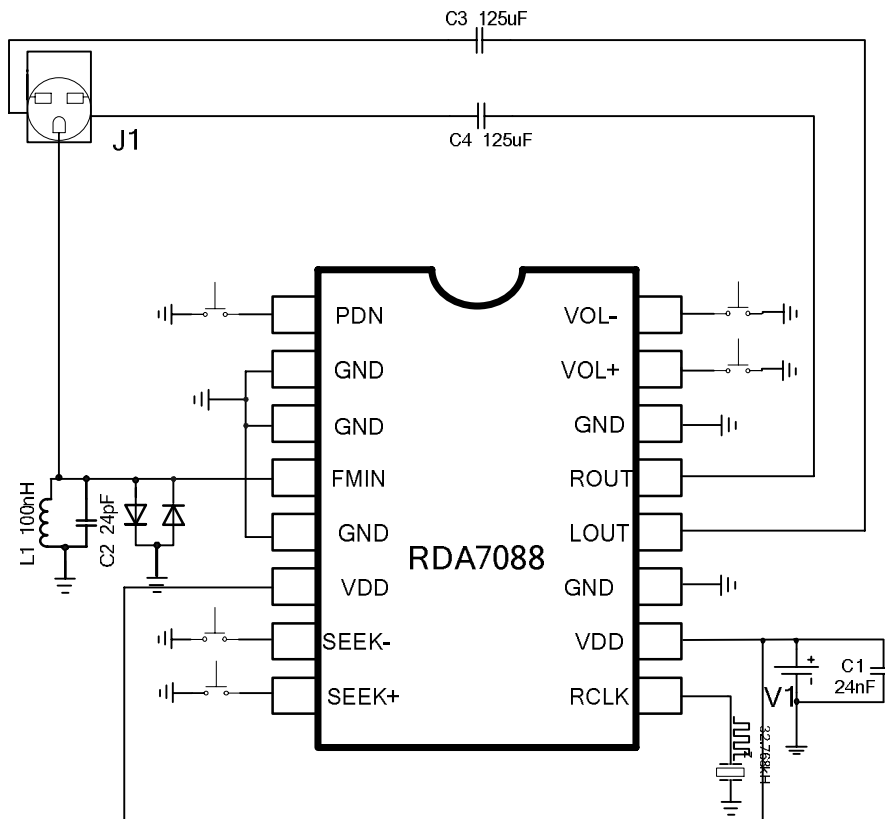 C3 125uF
C4 125uF
J1
PDN
VOL-
GND
VOL+
GND
GND
FMIN
ROUT
GND
LOUT
RDA7088
VDD
GND
SEEK-
VDD
SEEK+
RCLK
L1 100nH
C2 24pF
+
-
V1
C1
24nF
32.768kH